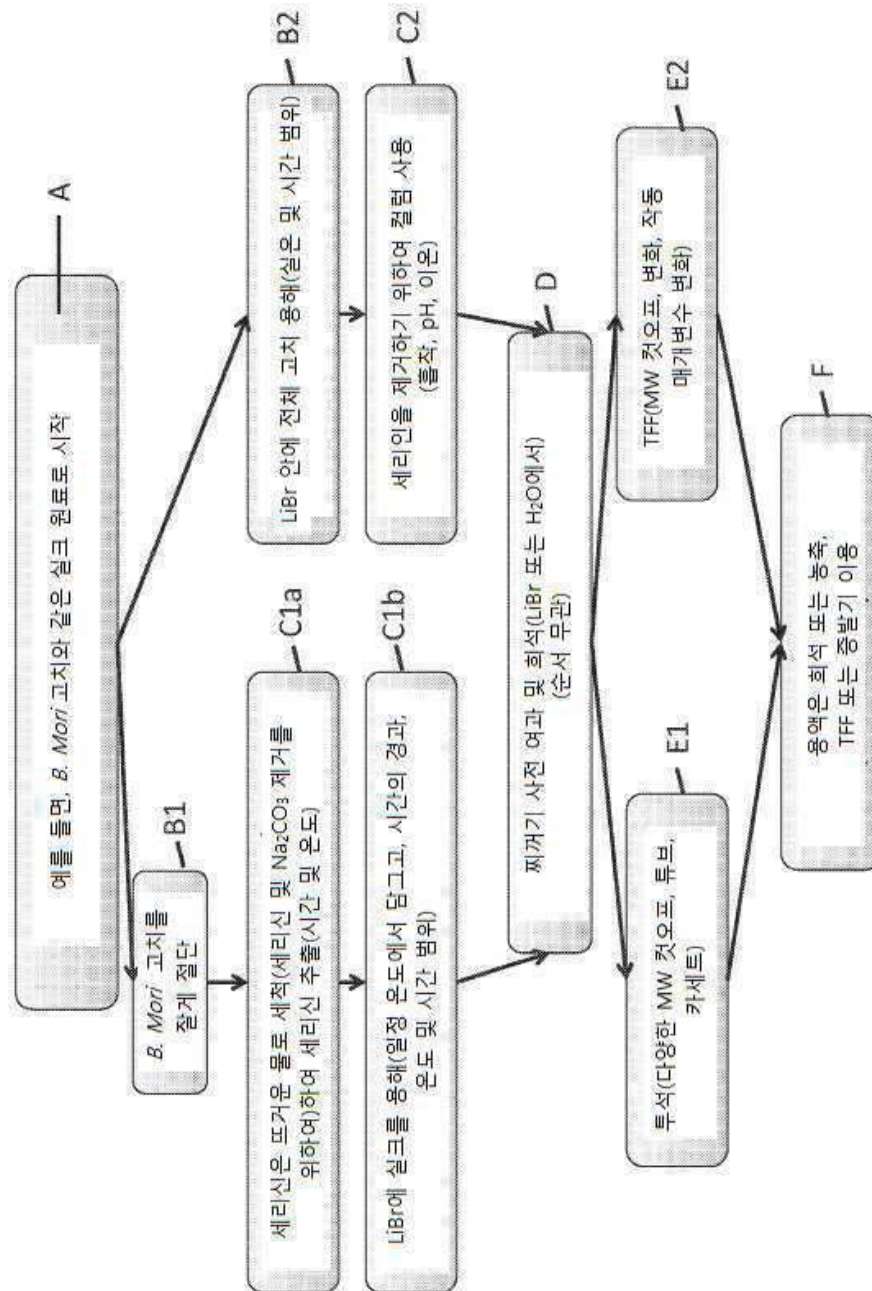 예를 들면, B. Mori 고치와 같은 실크 원료로 시작
A
B. Mori 고치를
잘게 절단
B1
LiBr 안에 전체 고치 용해(실온 및 시간 범위)
B2
세리신은 뜨거운 물로 세척(세리신 및 Na₂CO₃ 제거를
위하여)하여 세리신 추출(시간 및 온도)
C1a
세리인을 제거하기 위하여 컬럼 사용
(흡착, pH, 이온)
C2
LiBr에 실크를 용해(일정 온도에서 담그고, 시간의 경과,
온도 및 시간 범위)
C1b
찌꺼기 사전 여과 및 희석(LiBr 또는 H₂O에서)
(순서 무관)
D
투석(다양한 MW 컷오프, 튜브,
카세트)
E1
TFF(MW 컷오프, 변화, 작동
매개변수 변화)
E2
용액은 희석 또는 농축,
TFF 또는 증발기 이용
F